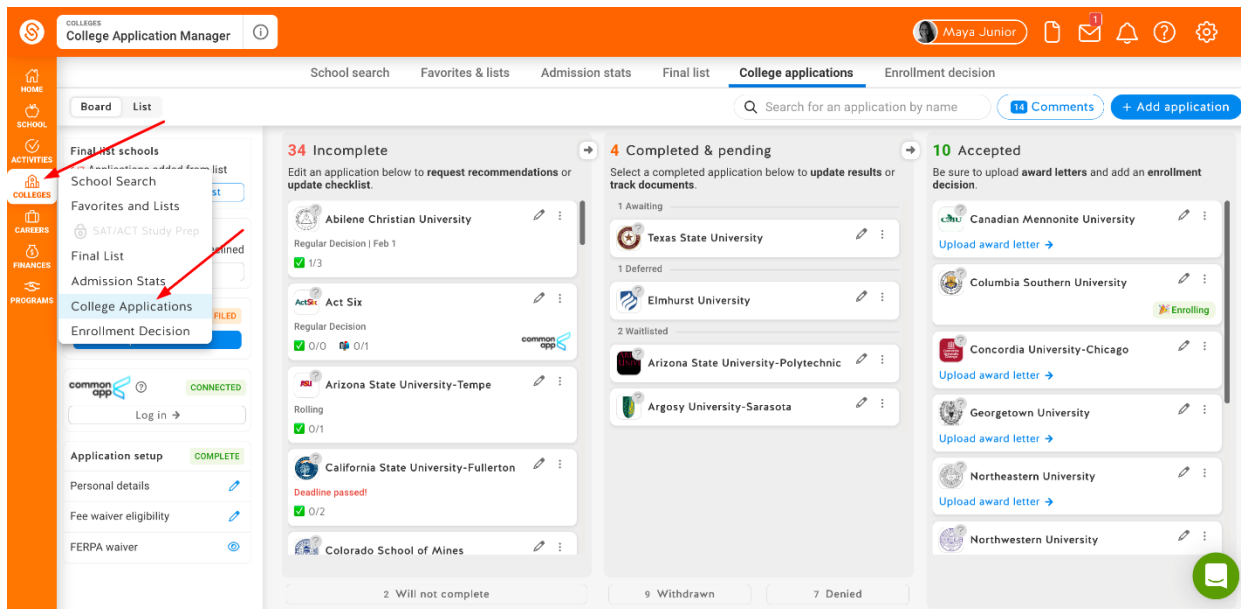 COLLEGES
College Application Manager
Maya Junior
1
HOME
SCHOOL
ACTIVITIES
COLLEGES
CAREERS
FINANCES
PROGRAMS
School search
Favorites & lists
Admission stats
Final list
College applications
Enrollment decision
Board
List
Search for an application by name
14 Comments
+ Add application
Final list schools
Applications added from list
School Search
Favorites and Lists
SAT/ACT Study Prep
Final List
Admission Stats
College Applications
Enrollment Decision
FILED
common app
CONNECTED
Log in →
Application setup
COMPLETE
Personal details
Fee waiver eligibility
FERPA waiver
34 Incomplete
Edit an application below to request recommendations or
update checklist.
Abilene Christian University
Regular Decision | Feb 1
1/3
ActSix
Act Six
Regular Decision
0/0
0/1
common app
ASU
Arizona State University-Tempe
Rolling
0/1
California State University-Fullerton
Deadline passed!
0/2
Colorado School of Mines
2 Will not complete
4 Completed & pending
Select a completed application below to update results or
track documents.
1 Awaiting
Texas State University
1 Deferred
Elmhurst University
2 Waitlisted
Arizona State University-Polytechnic
Argosy University-Sarasota
9 Withdrawn
7 Denied
10 Accepted
Be sure to upload award letters and add an enrollment
decision.
CMU
Canadian Mennonite University
Upload award letter →
Columbia Southern University
Enrolling
Concordia University-Chicago
Upload award letter →
Georgetown University
Upload award letter →
Northeastern University
Upload award letter →
Northwestern University